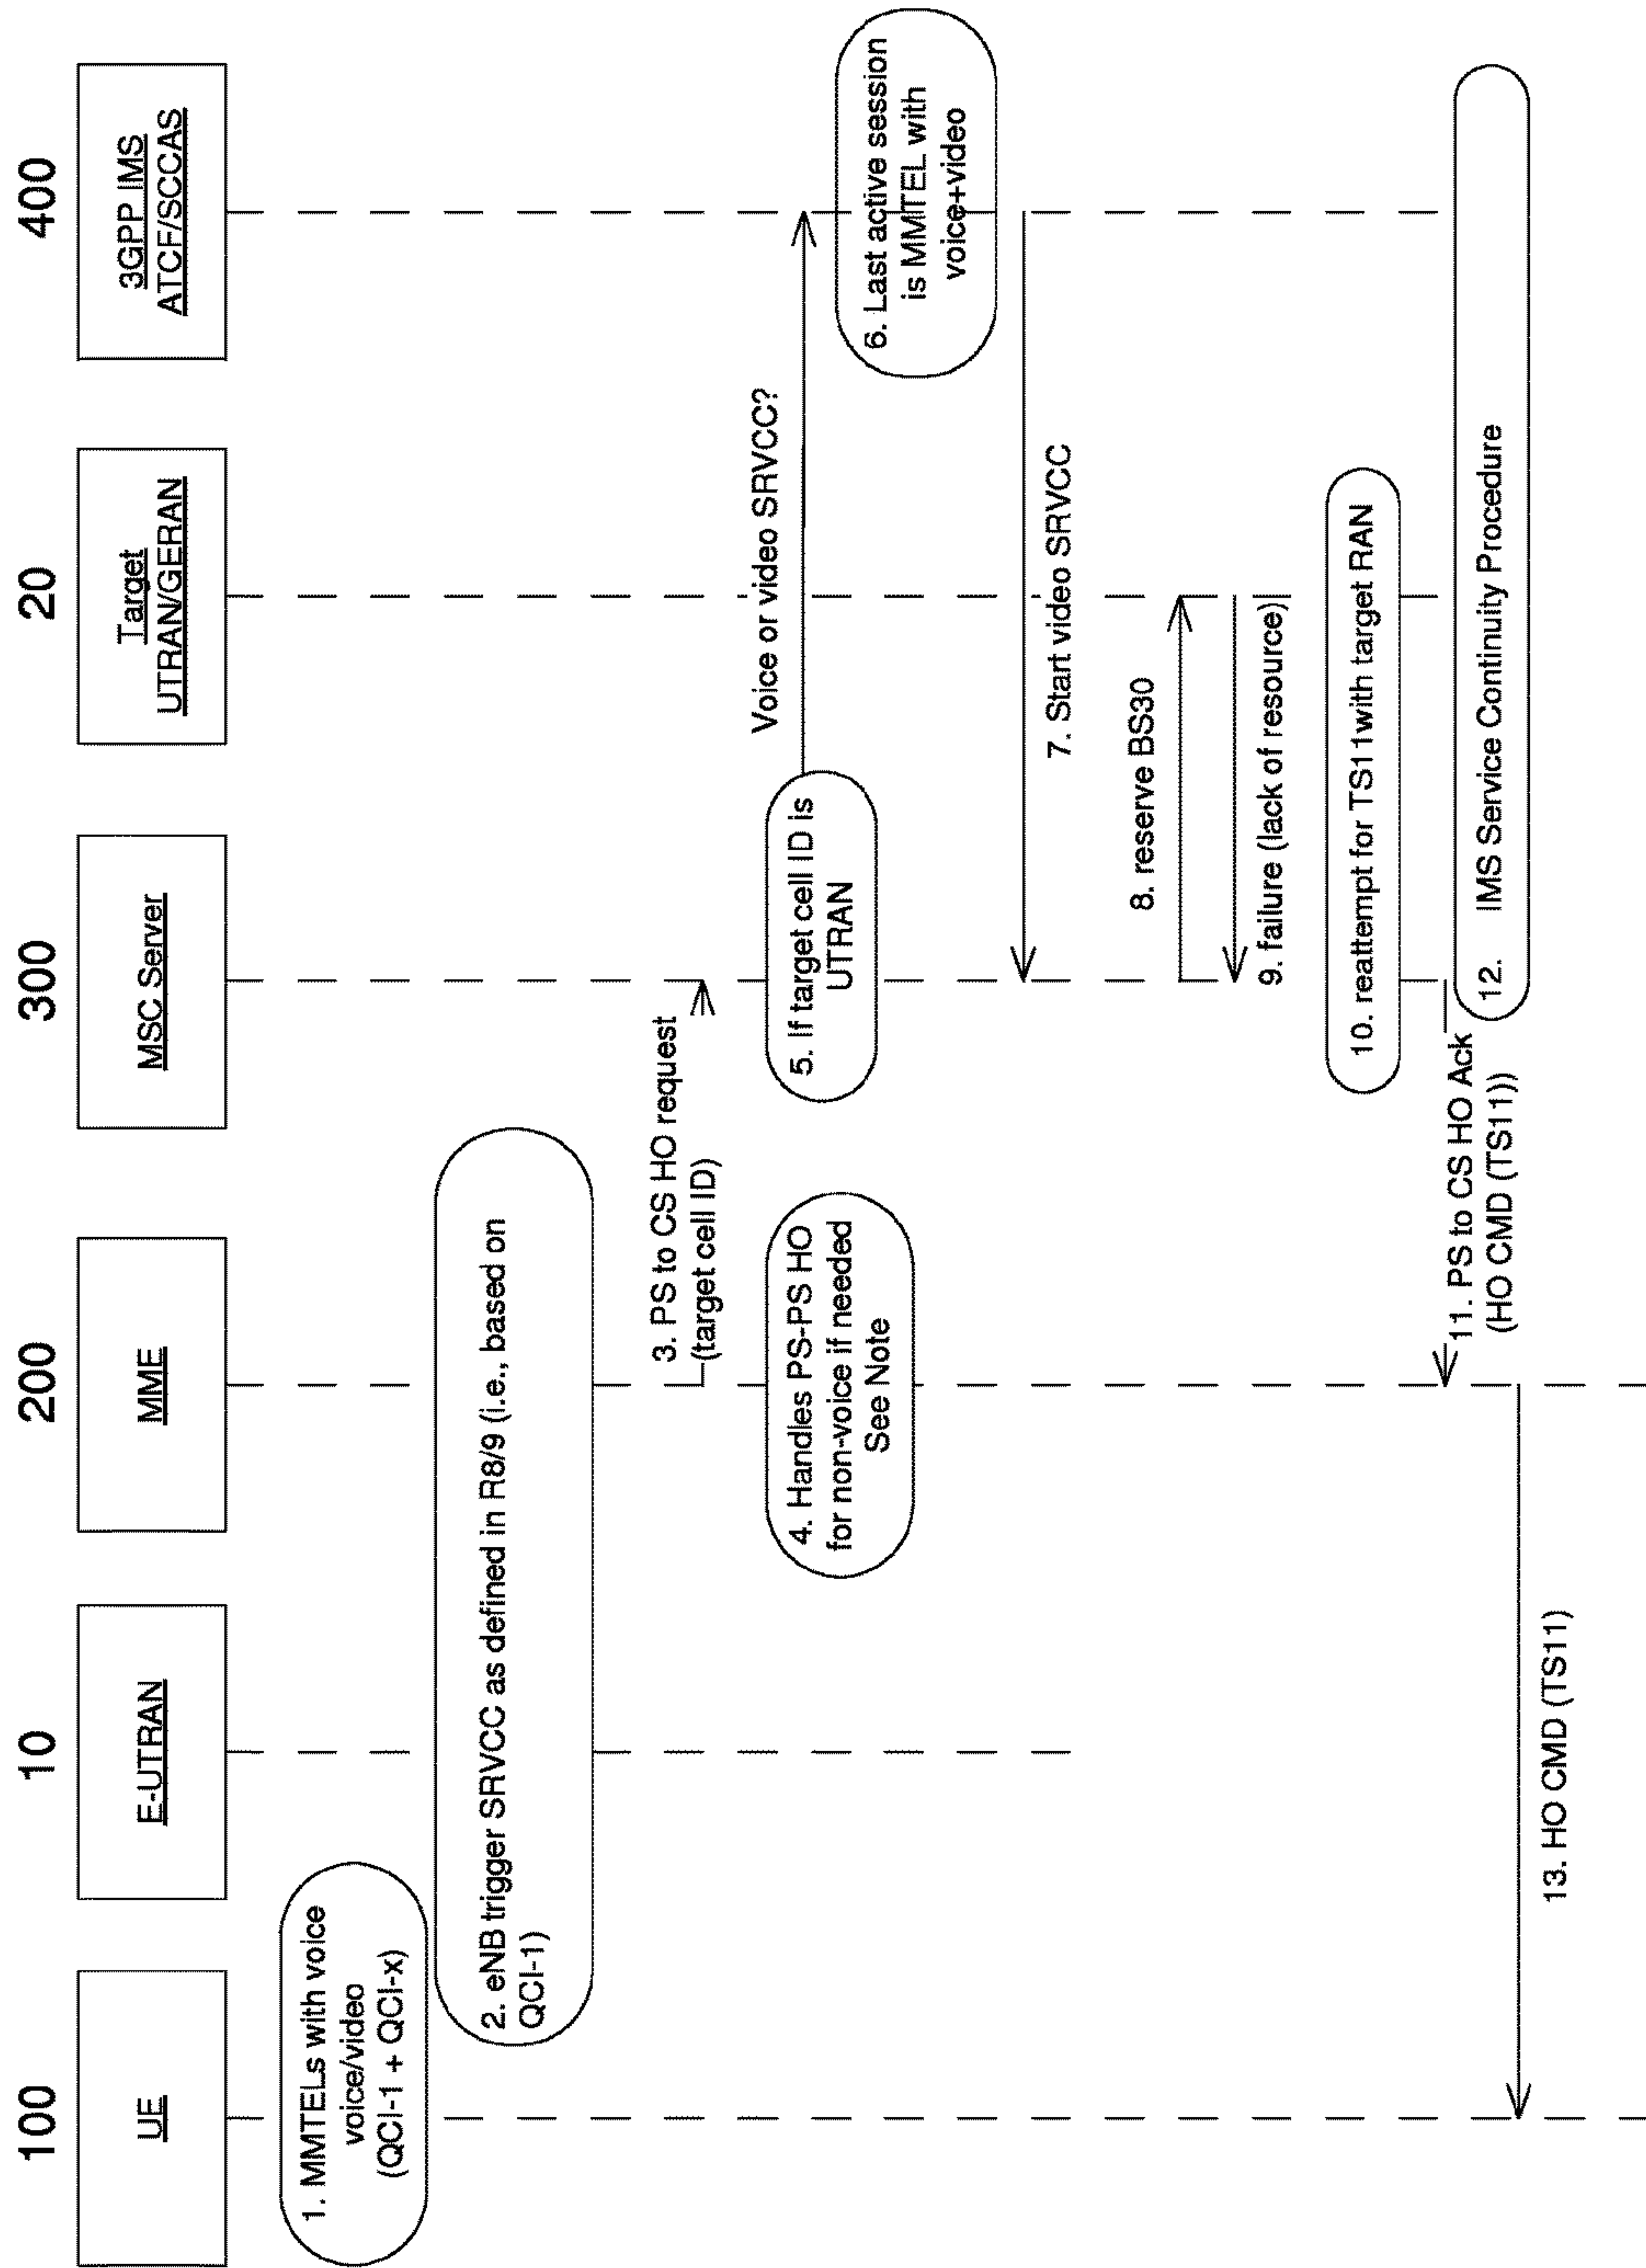 100
10
200
300
20
400
UE
E-UTRAN
MME
MSC Server
Target
UTRAN/GERAN
3GPP IMS
ATCF/SCCAS
1. MMTELs with voice
voice/video
(QCI-1 + QCI-x)
2. eNB trigger SRVCC as defined in R8/9 (i.e., based on
QCI-1)
3. PS to CS HO request
(target cell ID)
4. Handles PS-PS HO
for non-voice if needed
See Note
5. If target cell ID is
UTRAN
Voice or video SRVCC?
6. Last active session
is MMTEL with
voice+video
7. Start video SRVCC
8. reserve BS30
9. failure (lack of resource)
10. reattempt for TS11with target RAN
11. PS to CS HO Ack
(HO CMD (TS11))
12. IMS Service Continuity Procedure
13. HO CMD (TS11)